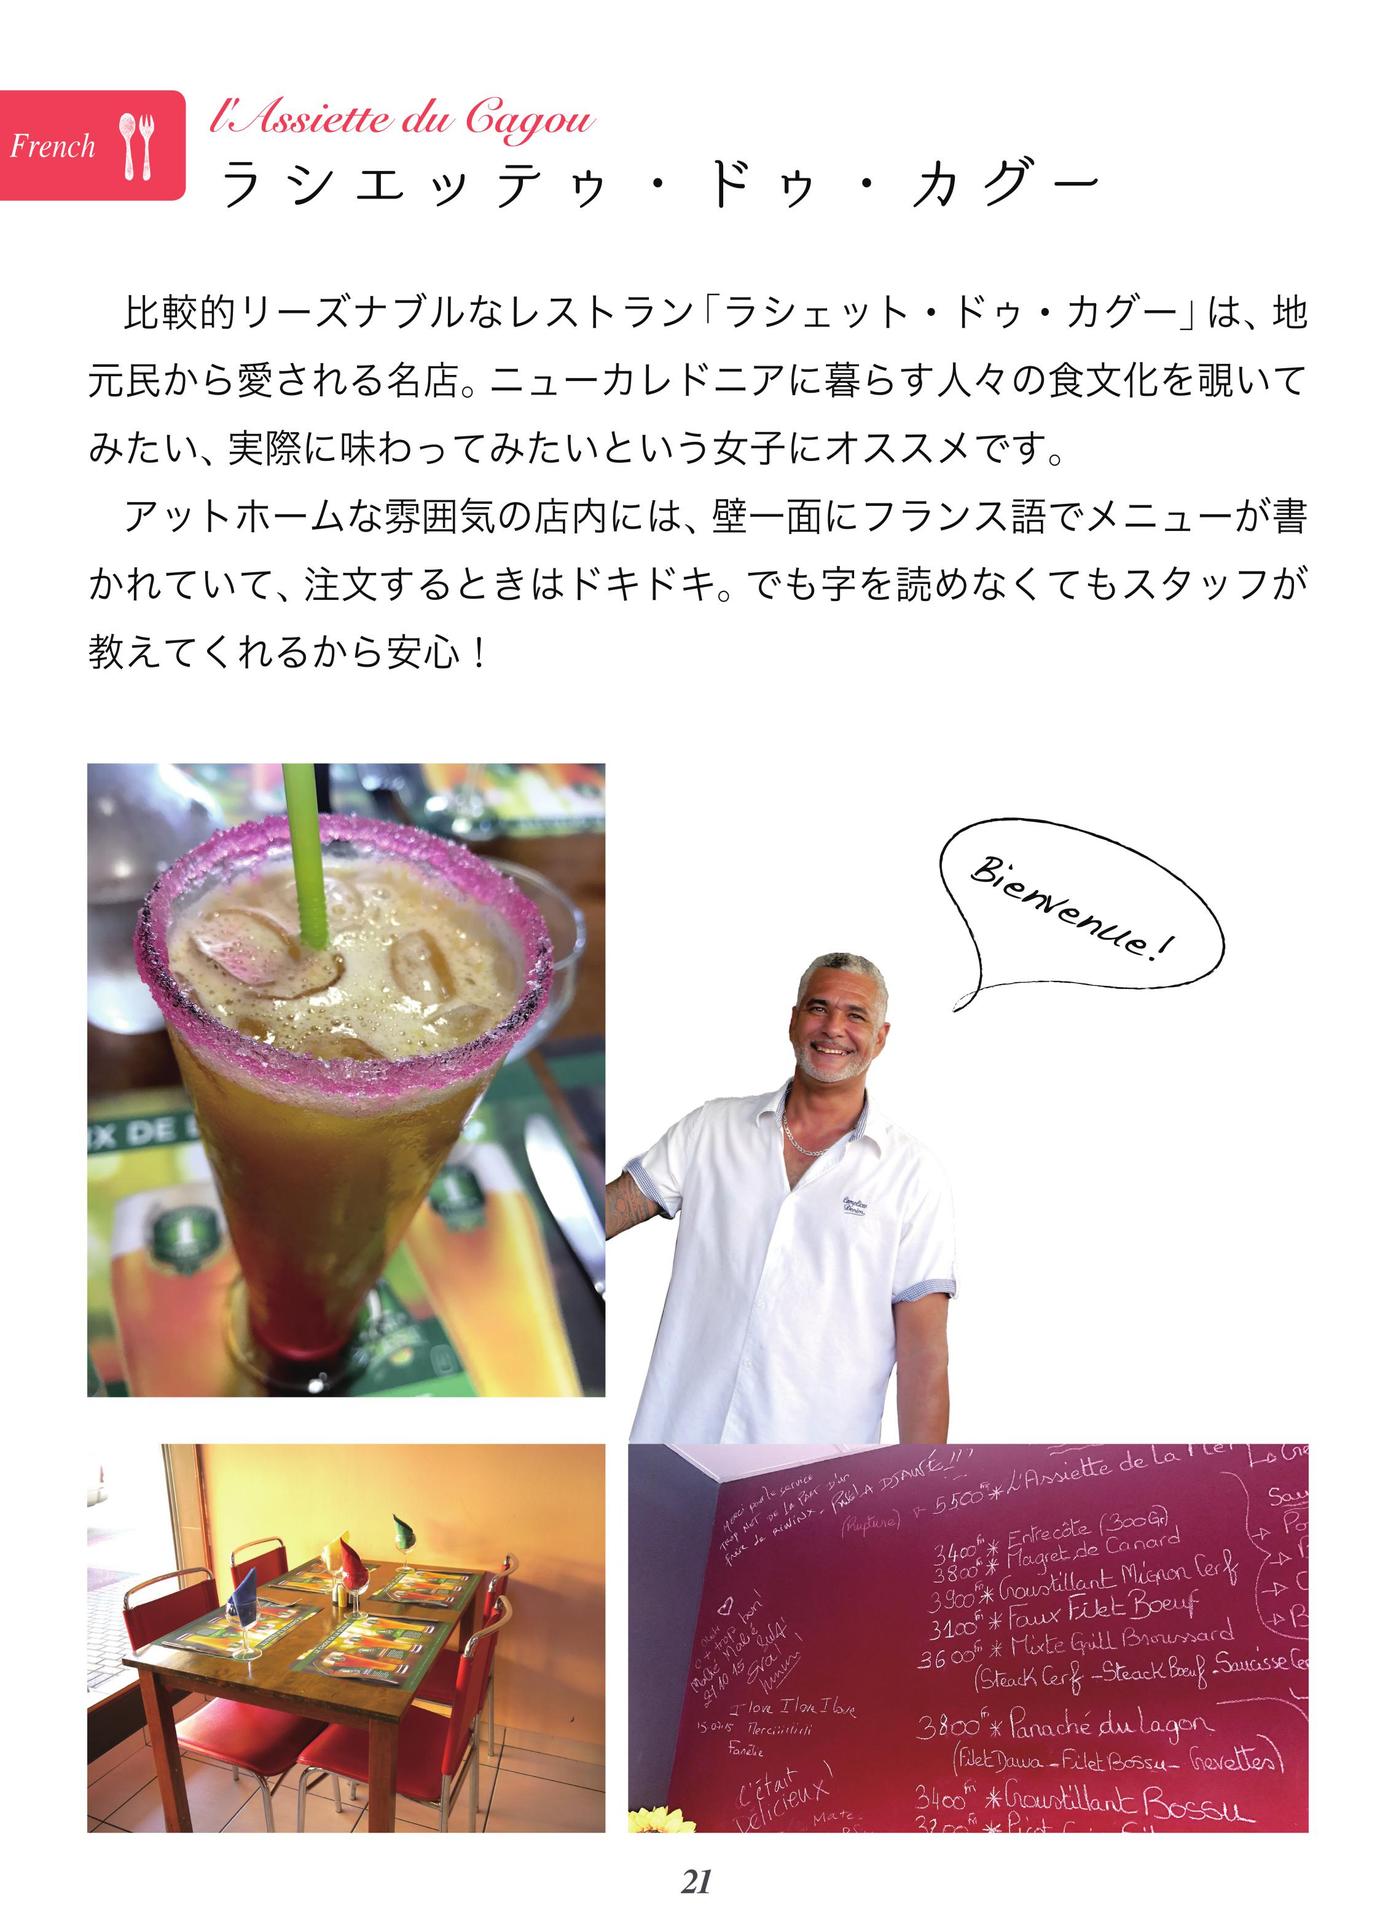 French
l'Assiette du Cagou
ラシエッテゥ・ドゥ・カグー
比較的リーズナブルなレストラン「ラシェット・ドゥ・カグー」は、地
元民から愛される名店。ニューカレドニアに暮らす人々の食文化を覗いて
みたい、実際に味わってみたいという女子にオススメです。
アットホームな雰囲気の店内には、壁一面にフランス語でメニューが書
かれていて、注文するときはドキドキ。でも字を読めなくてもスタッフが
教えてくれるから安心！
Bienvenue!
X DE
1
1
5500 * L'Assiette de la Mer
(Rupture)
3400 * Entrecôte (300Gr)
3800 * Magret de Canard
3900 * Croustillant Mignon Cerf
3100 * Faux Filet Boeuf
3600 * Mixte Grill Broussard
(Steack Cerf - Steack Boeuf - Saucisse
3800 * Panaché du Lagon
(Filet Dawa - Filet Bossu - Crevettes)
3400 * Croustillant Bossu
Merci pour le service
I love I love I love
C'était
Délicieux !
21